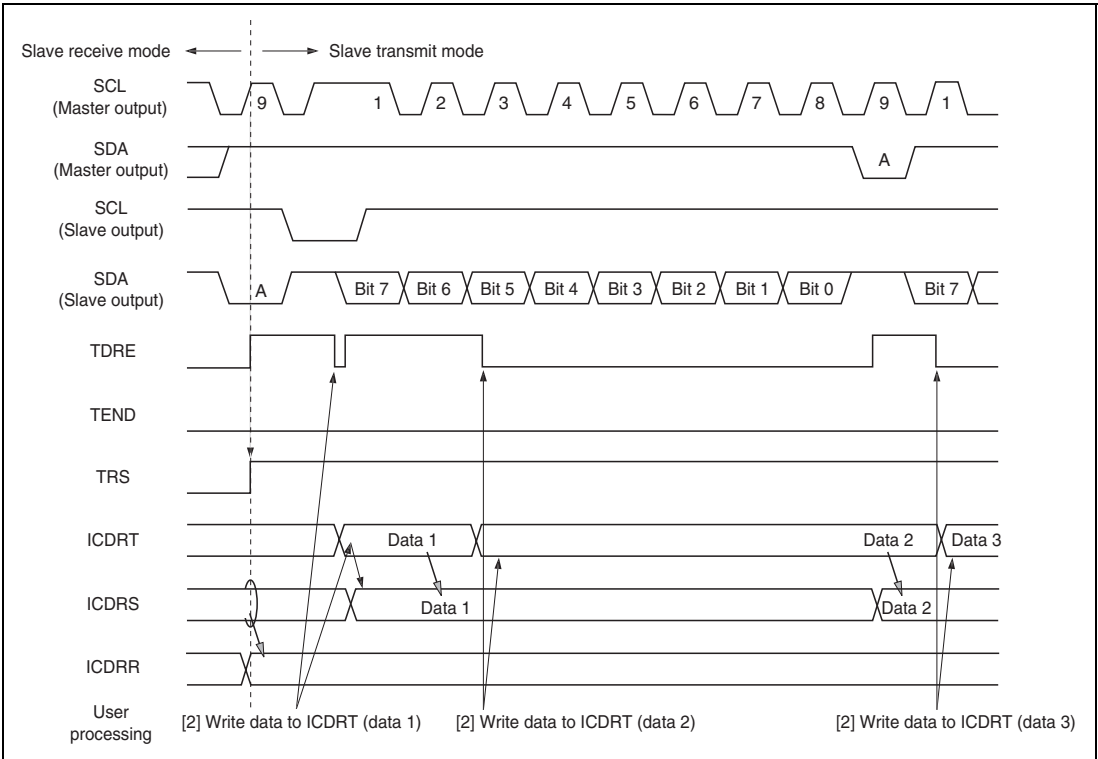 Slave receive mode Slave transmit mode
SCL
(Master output)
9 1 2 3 4 5 6 7 8 9 1
SDA
(Master output)
A
SCL
(Slave output)
SDA
(Slave output)
A Bit 7 Bit 6 Bit 5 Bit 4 Bit 3 Bit 2 Bit 1 Bit 0 Bit 7
TDRE
TEND
TRS
ICDRT Data 1 Data 2 Data 3
ICDRS Data 1 Data 2
ICDRR
User
processing
[2] Write data to ICDRT (data 1) [2] Write data to ICDRT (data 2) [2] Write data to ICDRT (data 3)